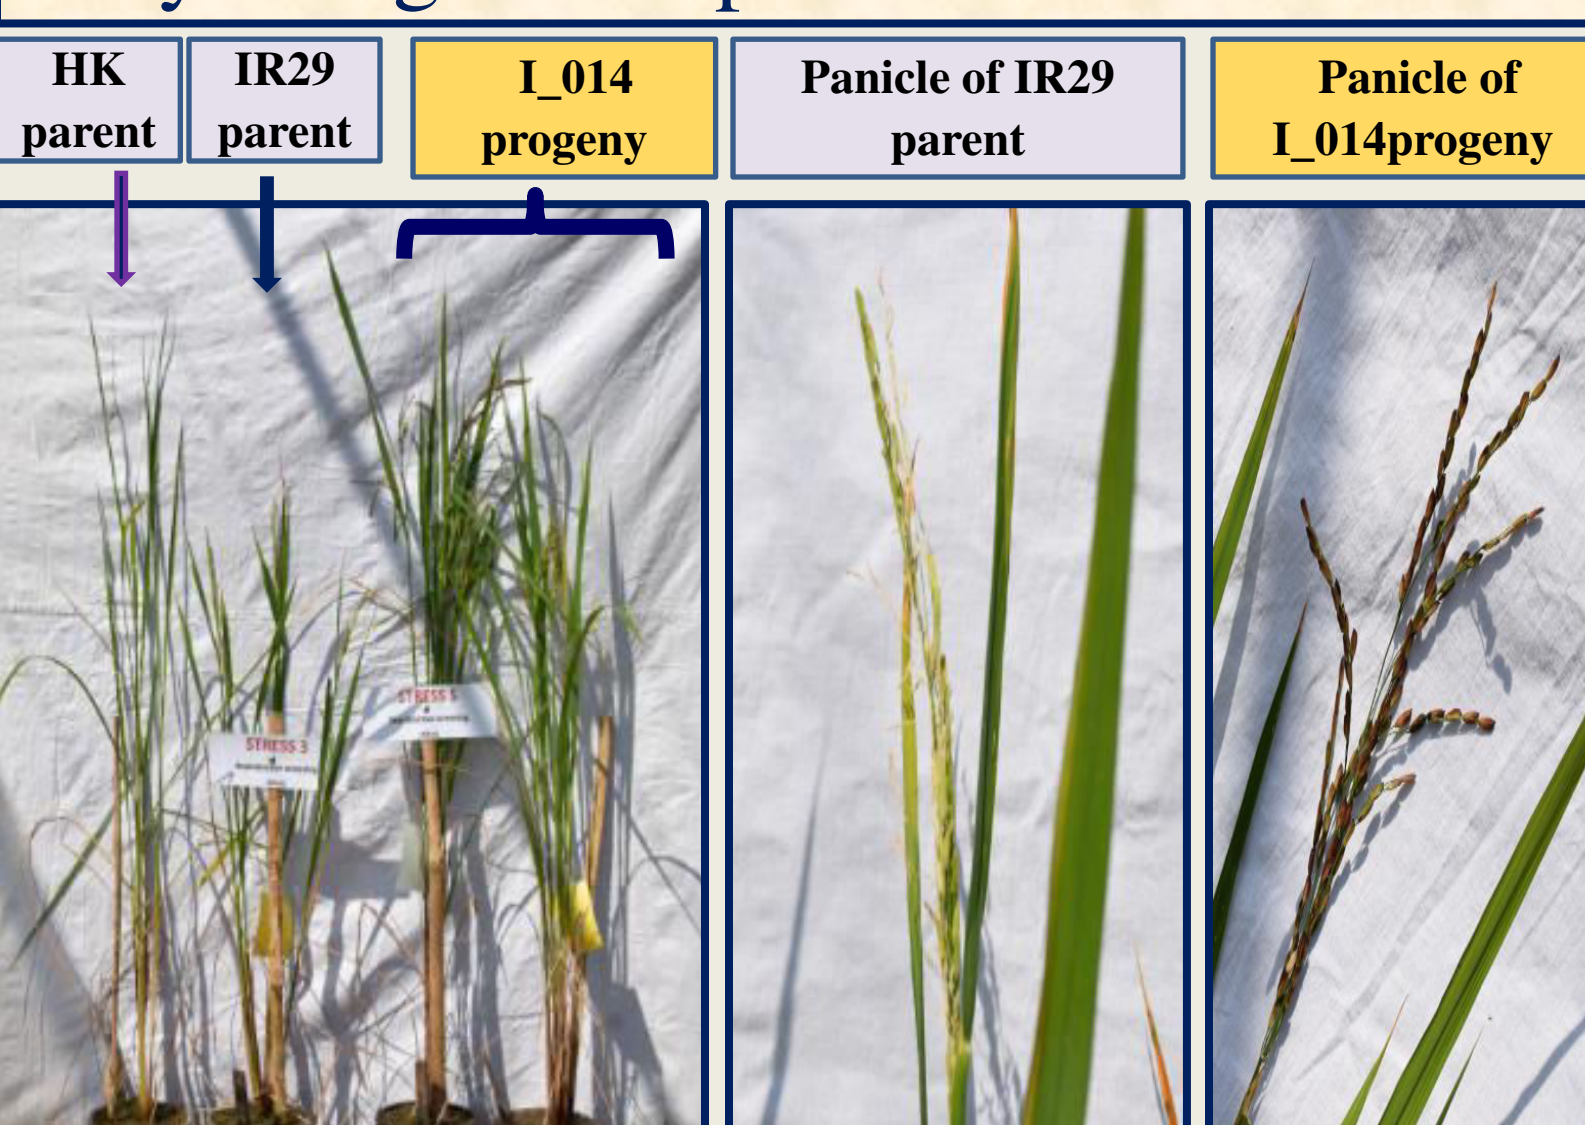 HK
parent
IR29
parent
I_014
progeny
Panicle of IR29
parent
Panicle of
I_014progeny
STRESS 5
STRESS 3